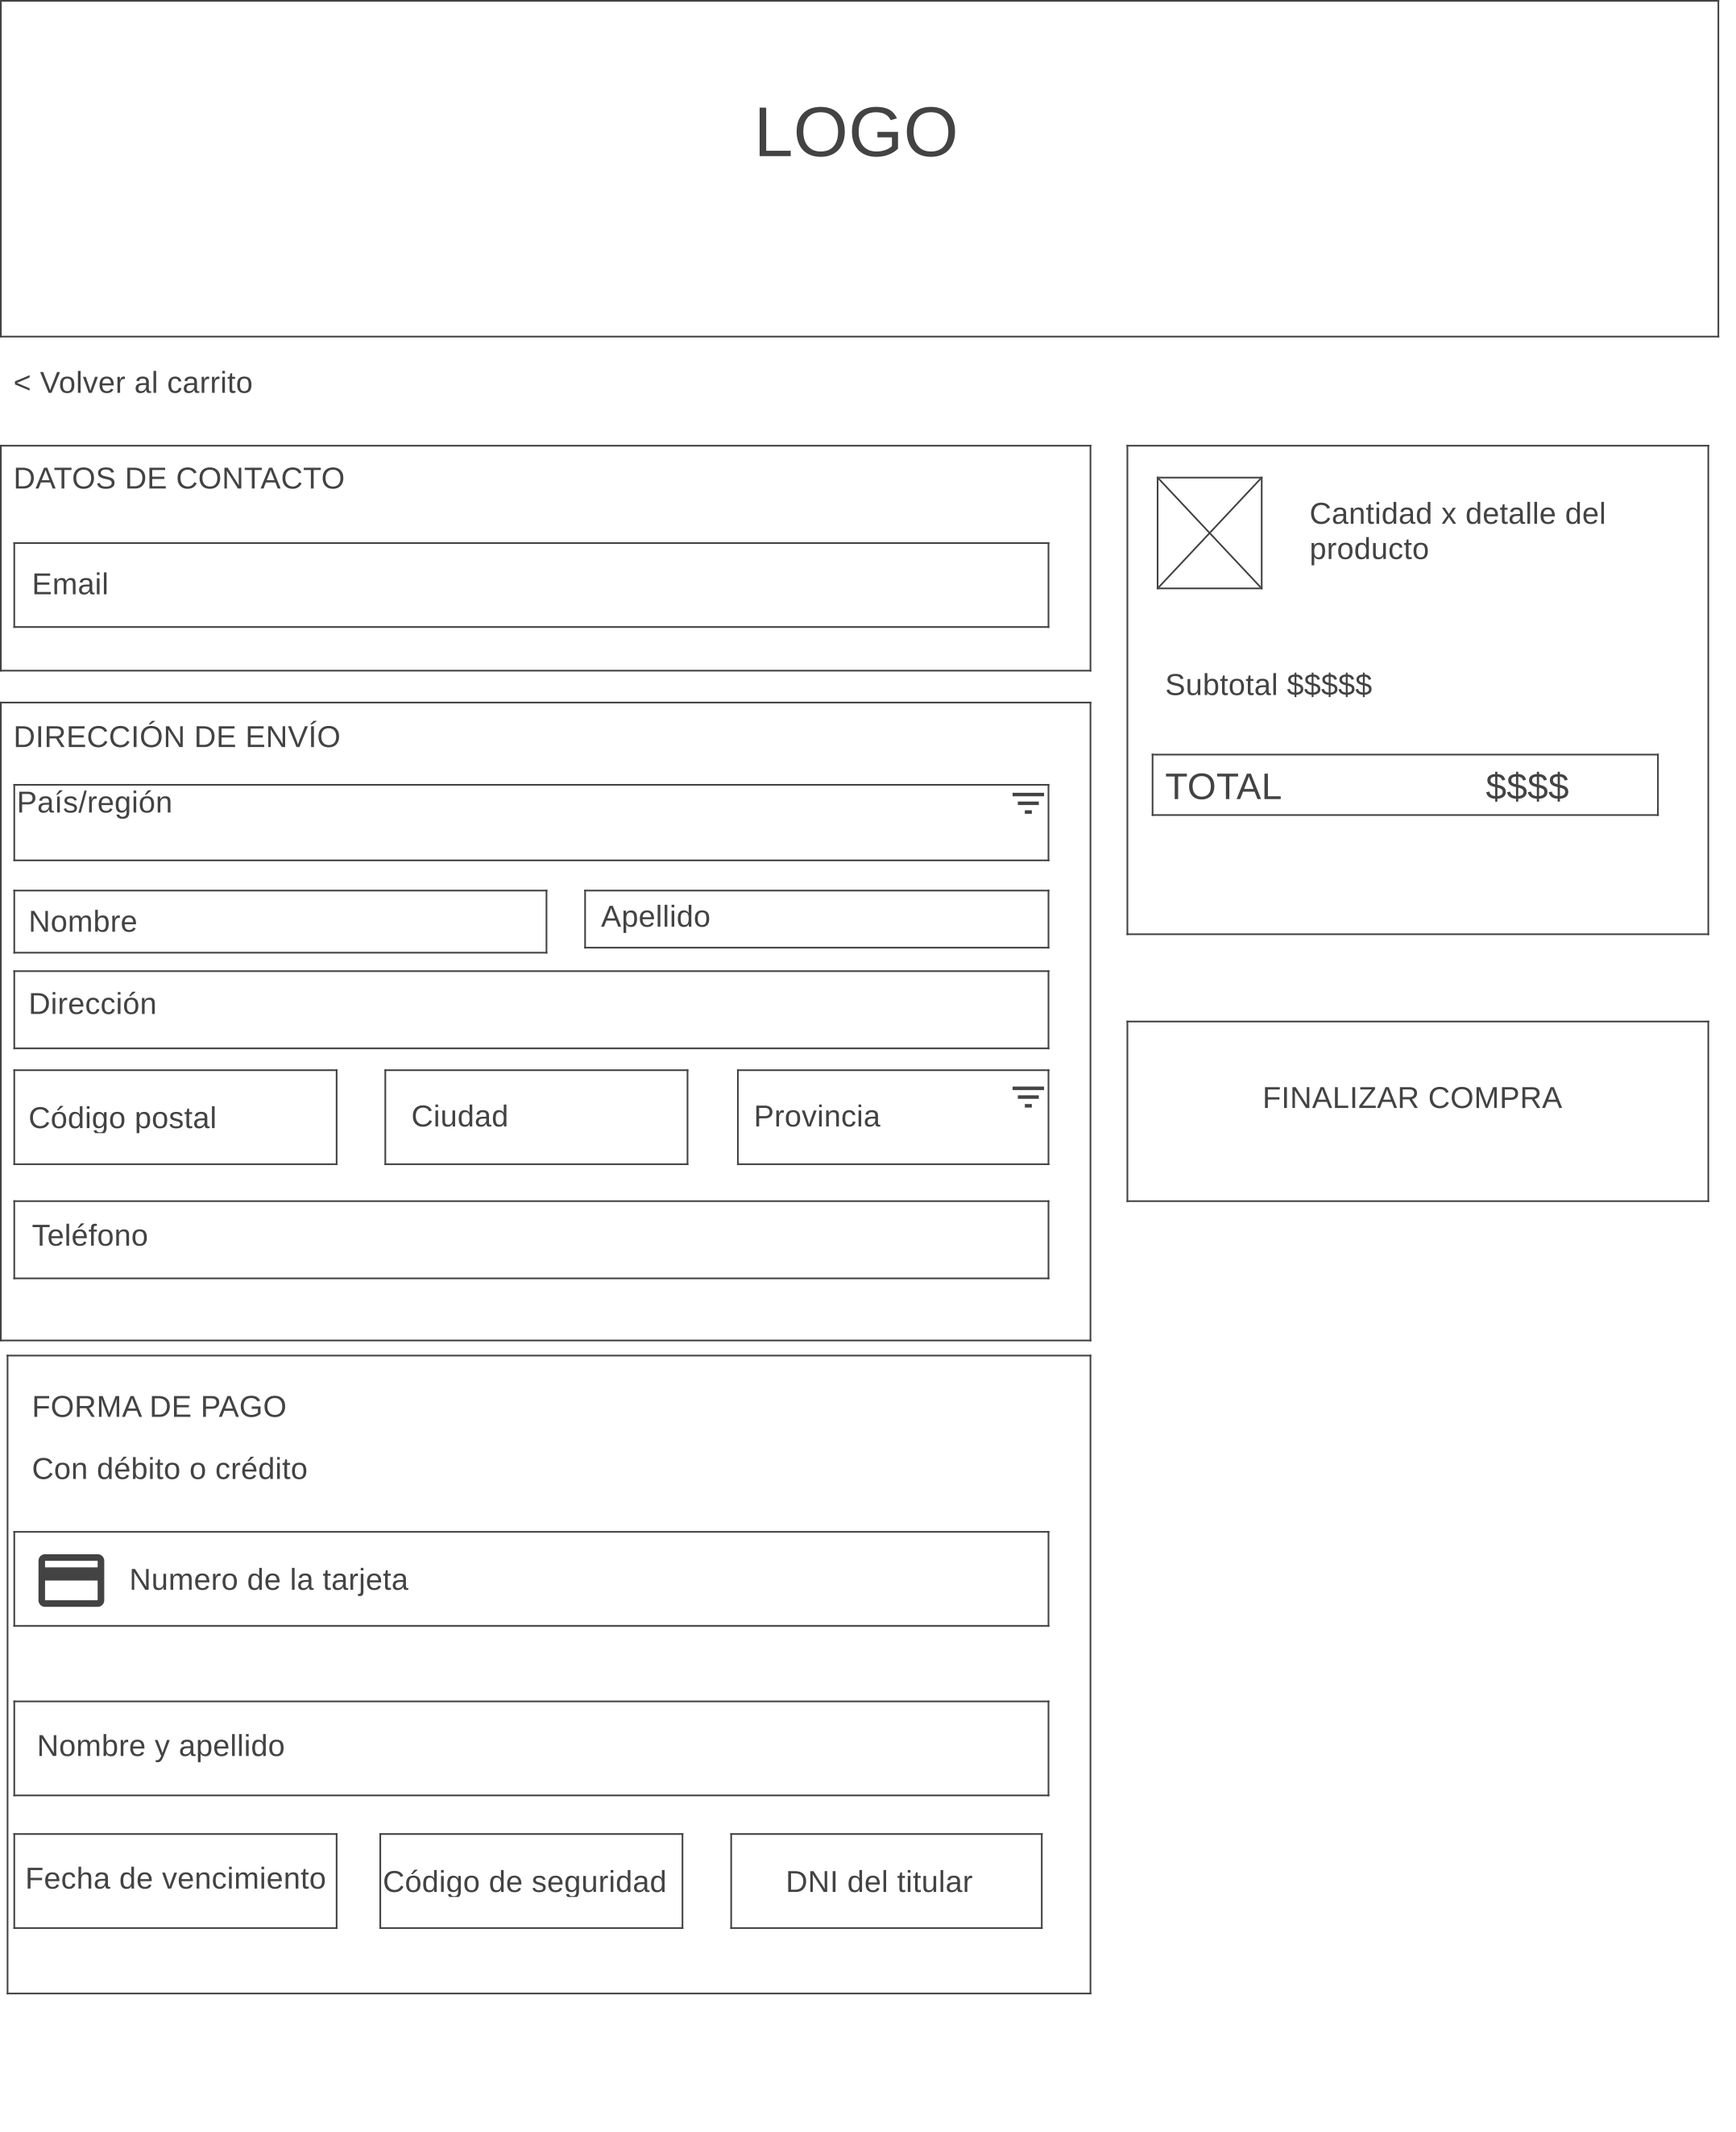 LOGO
< Volver al carrito
DATOS DE CONTACTO
Email
DIRECCIÓN DE ENVÍO
País/región
Nombre
Apellido
Dirección
Código postal
Ciudad
Provincia
Teléfono
FORMA DE PAGO
Con débito o crédito
Numero de la tarjeta
Nombre y apellido
Fecha de vencimiento
Código de seguridad
DNI del titular
Cantidad x detalle del
producto
Subtotal $$$$$
TOTAL $$$$
FINALIZAR COMPRA